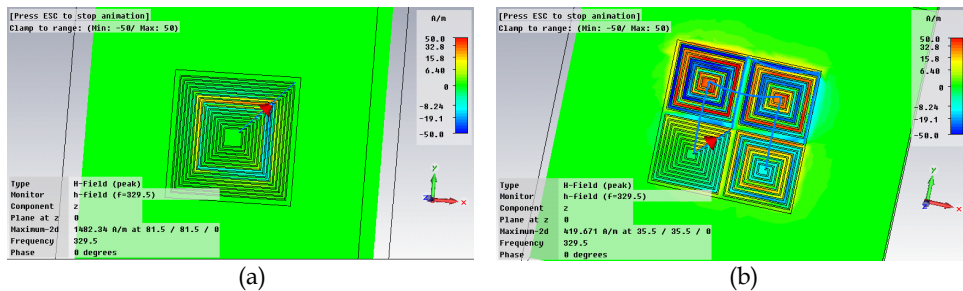 [Press ESC to stop animation]
Clamp to range: (Min: -50/ Max: 50)
A/m
50.0
32.8
15.8
6.40
0
-8.24
-19.1
-50.0
Type H-Field (peak)
Monitor h-field (f=329.5)
Component z
Plane at z 0
Maximum-2d 1482.34 A/m at 81.5 / 81.5 / 0
Frequency 329.5
Phase 0 degrees
y
x
z
(a)
[Press ESC to stop animation]
Clamp to range: (Min: -50/ Max: 50)
A/m
50.0
32.8
15.8
6.40
0
-8.24
-19.1
-50.0
Type H-Field (peak)
Monitor h-field (f=329.5)
Component z
Plane at z 0
Maximum-2d 419.671 A/m at 35.5 / 35.5 / 0
Frequency 329.5
Phase 0 degrees
y
x
z
(b)